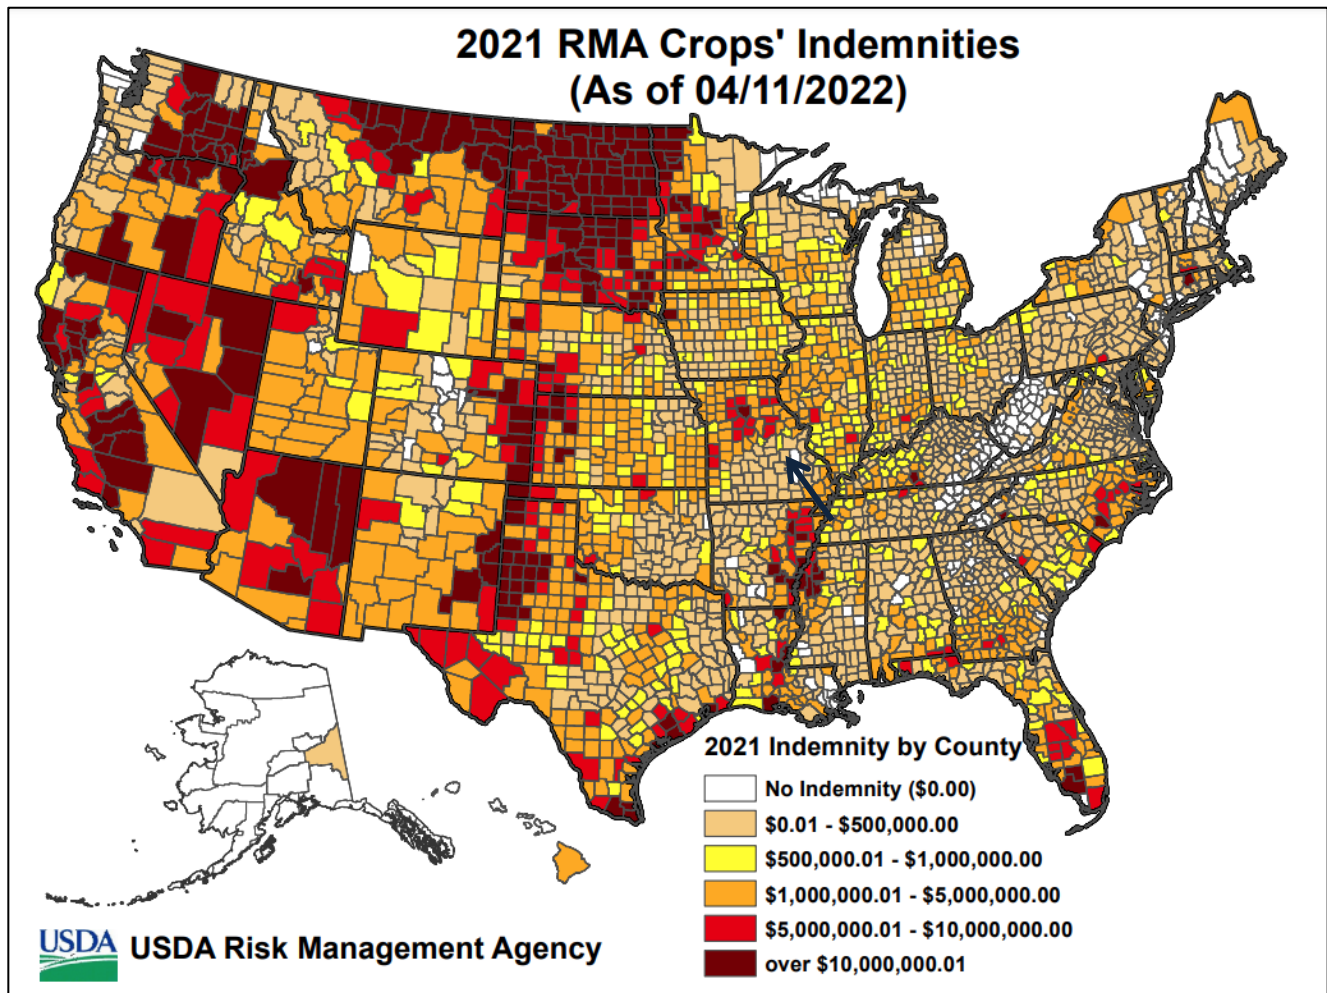 2021 RMA Crops' Indemnities
(As of 04/11/2022)
2021 Indemnity by County
No Indemnity ($0.00)
$0.01 - $500,000.00
$500,000.01 - $1,000,000.00
$1,000,000.01 - $5,000,000.00
$5,000,000.01 - $10,000,000.00
over $10,000,000.01
USDA
USDA Risk Management Agency